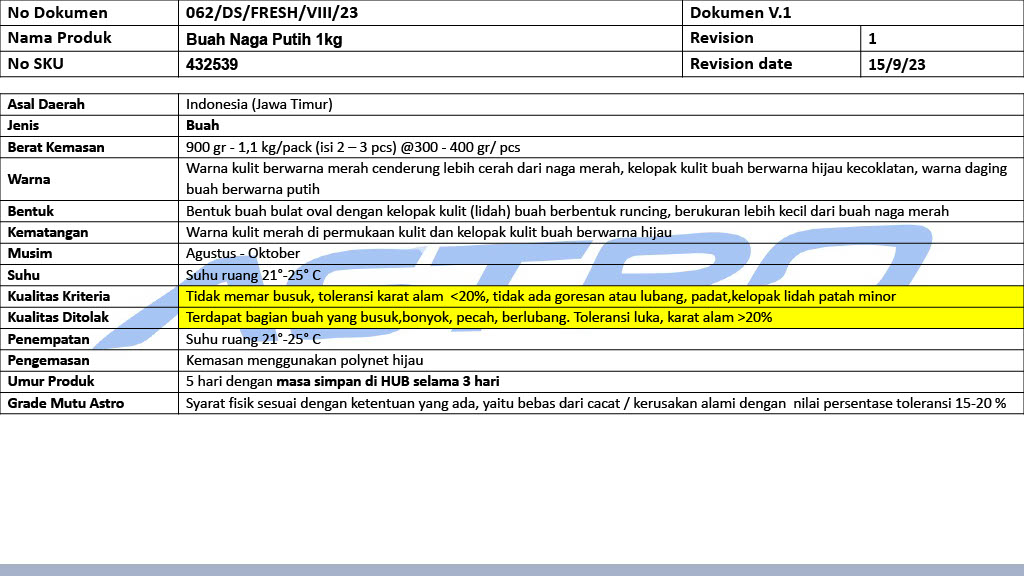 No Dokumen 062/DS/FRESH/VIII/23 Dokumen V.1
Nama Produk Buah Naga Putih 1kg Revision 1
No SKU 432539 Revision date 15/9/23
Asal Daerah Indonesia (Jawa Timur)
Jenis Buah
Berat Kemasan 900 gr - 1,1 kg/pack (isi 2 – 3 pcs) @300 - 400 gr/ pcs
Warna Warna kulit berwarna merah cenderung lebih cerah dari naga merah, kelopak kulit buah berwarna hijau kecoklatan, warna daging
buah berwarna putih
Bentuk Bentuk buah bulat oval dengan kelopak kulit (lidah) buah berbentuk runcing, berukuran lebih kecil dari buah naga merah
Kematangan Warna kulit merah di permukaan kulit dan kelopak kulit buah berwarna hijau
Musim Agustus - Oktober
Suhu Suhu ruang 21°-25° C
Kualitas Kriteria Tidak memar busuk, toleransi karat alam  <20%, tidak ada goresan atau lubang, padat,kelopak lidah patah minor
Kualitas Ditolak Terdapat bagian buah yang busuk,bonyok, pecah, berlubang. Toleransi luka, karat alam >20%
Penempatan Suhu ruang 21°-25° C
Pengemasan Kemasan menggunakan polynet hijau
Umur Produk 5 hari dengan masa simpan di HUB selama 3 hari
Grade Mutu Astro Syarat fisik sesuai dengan ketentuan yang ada, yaitu bebas dari cacat / kerusakan alami dengan  nilai persentase toleransi 15-20 %
ASTRO